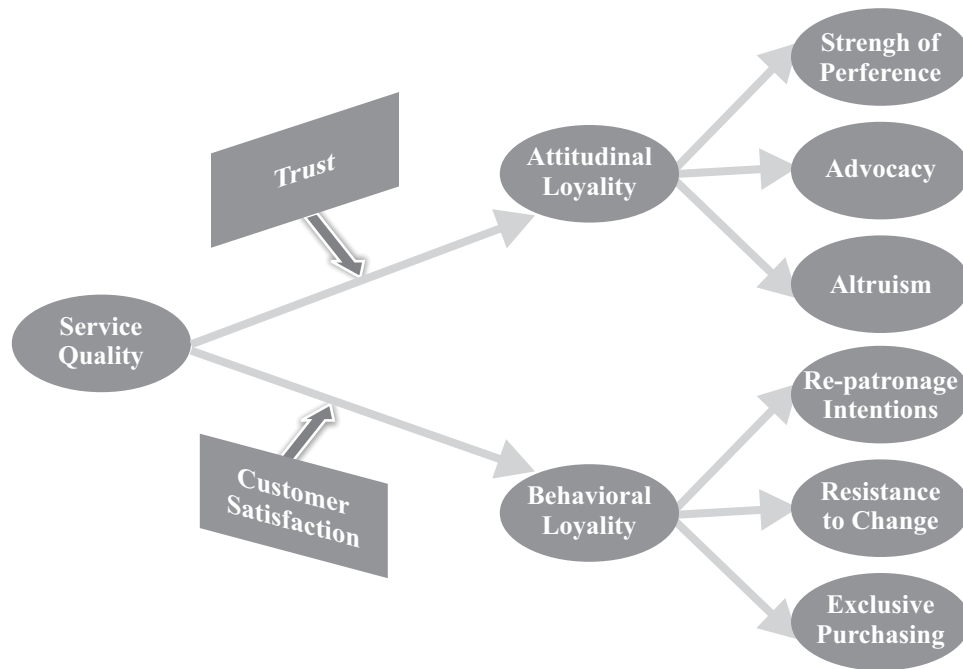 Strengh of
Perference
Trust
Attitudinal
Loyality
Advocacy
Altruism
Service
Quality
Re-patronage
Intentions
Customer
Satisfaction
Behavioral
Loyality
Resistance
to Change
Exclusive
Purchasing